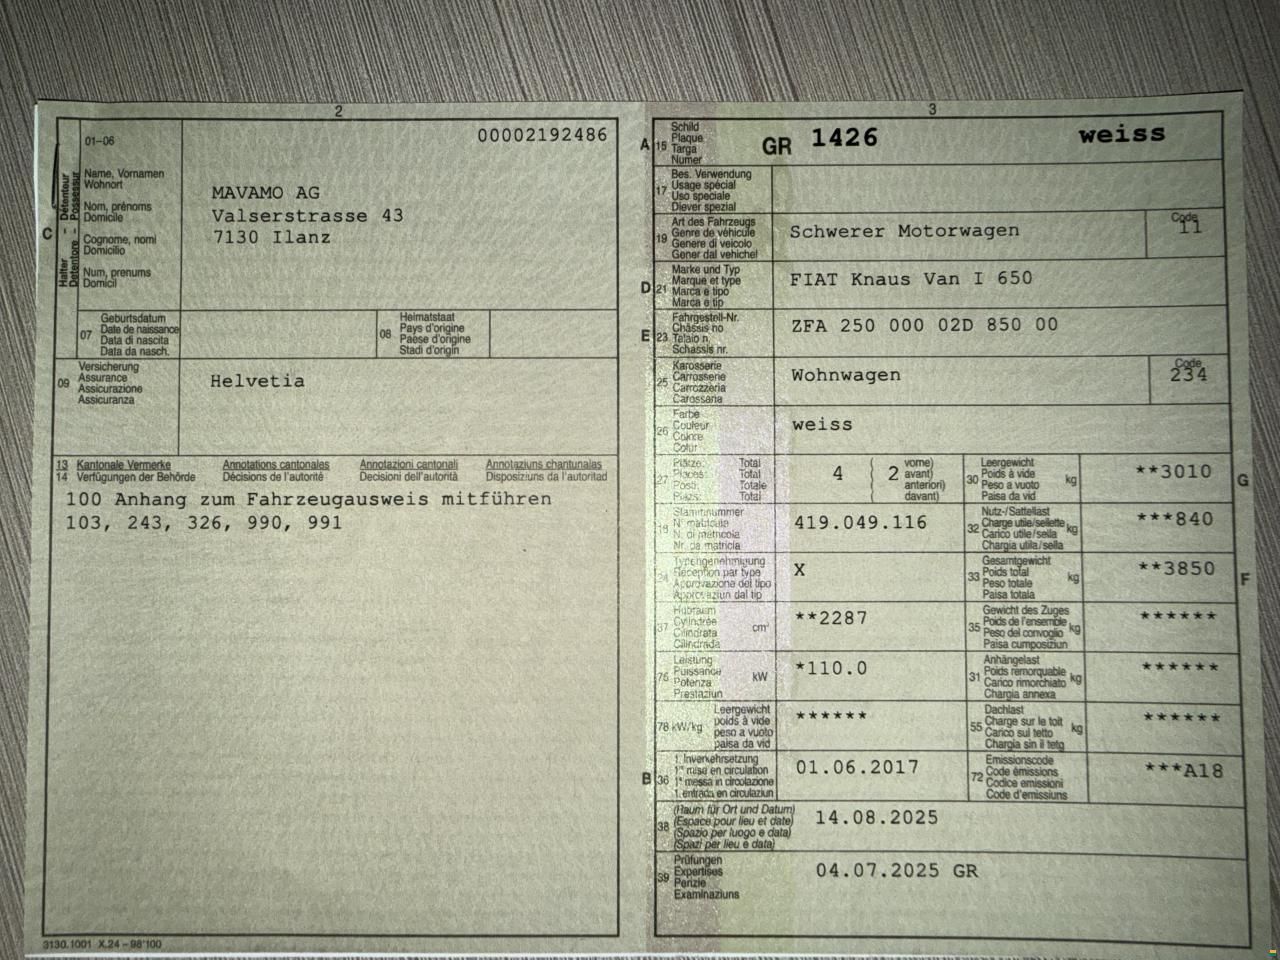 2
00002192486
01–06
Name, Vornamen
Wohnort
Nom, prénoms
Domicile
Cognome, nomi
Domicilio
Num, prenums
Domicil
C
Halter - Détenteur
Detentore - Possessur
MAVAMO AG
Valserstrasse 43
7130 Ilanz
07
Geburtsdatum
Date de naissance
Data di nascita
Data da nasch.
08
Heimatstaat
Pays d'origine
Paese d'origine
Stadi d'origin
09
Versicherung
Assurance
Assicurazione
Assicuranza
Helvetia
13 Kantonale Vermerke Annotations cantonales Annotazioni cantonali Annotaziuns chantunalas
14 Verfügungen der Behörde Décisions de l'autorité Decisioni dell'autorità Disposiziuns da l'autoritad
100 Anhang zum Fahrzeugausweis mitführen
103, 243, 326, 990, 991
3130.1001 X.24 – 98'100
3
A 15
Schild
Plaque
Targa
Numer
GR 1426 weiss
17
Bes. Verwendung
Usage spécial
Uso speciale
Diever spezial
19
Art des Fahrzeugs
Genre de véhicule
Genere di veicolo
Gener dal vehichel
Schwerer Motorwagen
Code
11
D 21
Marke und Typ
Marque et type
Marca e tipo
Marca e tip
FIAT Knaus Van I 650
E 23
Fahrgestell-Nr.
Châssis no
Telaio n.
Schassis nr.
ZFA 250 000 02D 850 00
25
Karosserie
Carrosserie
Carrozzeria
Carosseria
Wohnwagen
Code
234
26
Farbe
Couleur
Colore
Colur
weiss
27
Plätze: Total
Places: Total
Posti: Totale
Plazs: Total
4 ( 2
vorne)
avant)
anteriori)
davant)
30
Leergewicht
Poids à vide
Peso a vuoto
Paisa da vid
kg
**3010
G
18
Stammnummer
N° matricule
N. di matricola
Nr. da matricla
419.049.116
32
Nutz-/Sattellast
Charge utile/sellette
Carico utile/sella
Chargia utila/sella
kg
***840
24
Typengenehmigung
Réception par type
Approvazione del tipo
Approvaziun dal tip
X
33
Gesamtgewicht
Poids total
Peso totale
Paisa totala
kg
**3850
F
37
Hubraum
Cylindrée
Cilindrata
Cilindrada
cm³
**2287
35
Gewicht des Zuges
Poids de l'ensemble
Peso del convoglio
Paisa cumposiziun
kg
******
76
Leistung
Puissance
Potenza
Prestaziun
kW
*110.0
31
Anhängelast
Poids remorquable
Carico rimorchiato
Chargia annexa
kg
******
78 kW/kg
Leergewicht
poids à vide
peso a vuoto
paisa da vid
******
55
Dachlast
Charge sur le toit
Carico sul tetto
Chargia sin il tetg
kg
******
B 36
1. Inverkehrsetzung
1re mise en circulation
1a messa in circolazione
1. entrada en circulaziun
01.06.2017
72
Emissionscode
Code émissions
Codice emissioni
Code d'emissiuns
***A18
38
(Raum für Ort und Datum)
(Espace pour lieu et date)
(Spazio per luogo e data)
(Spazi per lieu e data)
14.08.2025
39
Prüfungen
Expertises
Perizie
Examinaziuns
04.07.2025 GR